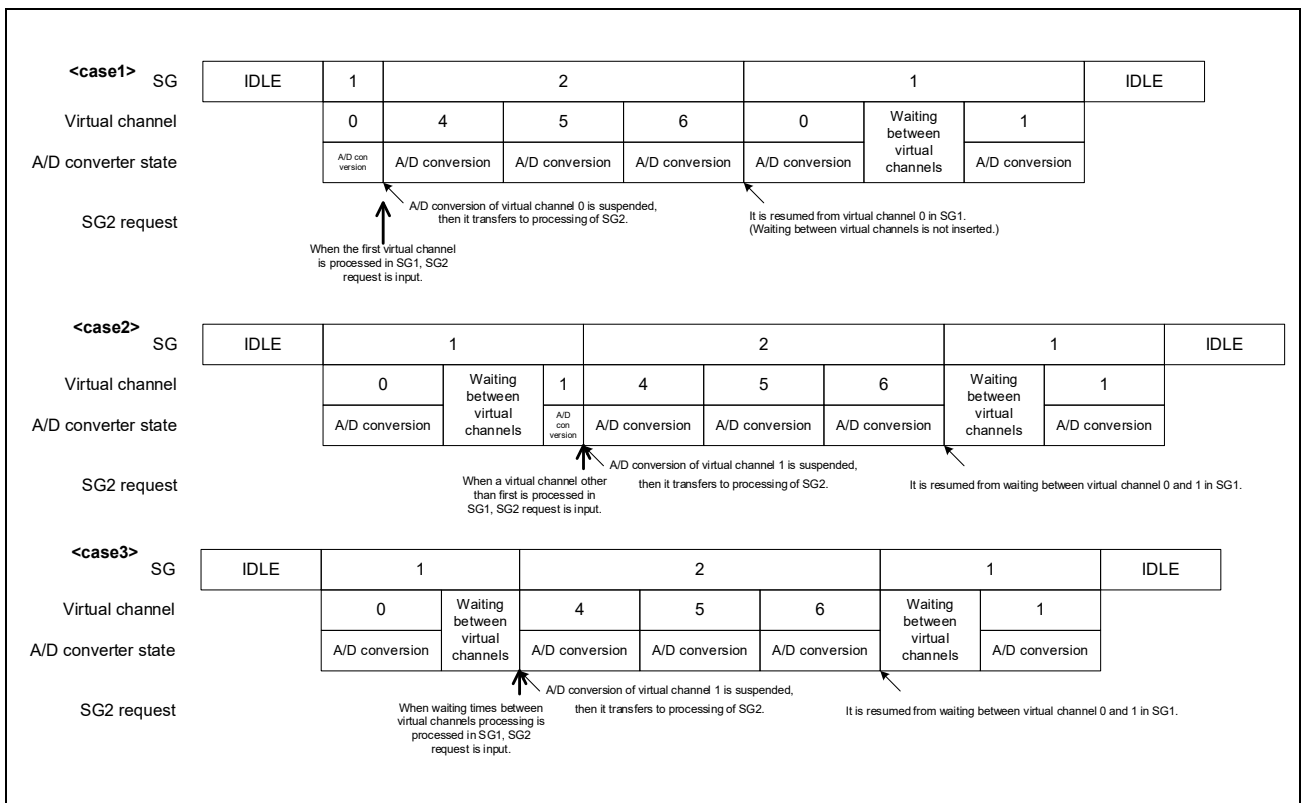 <case1>
SG IDLE 1 2 1 IDLE
Virtual channel 0 4 5 6 0 Waiting 1
between
virtual
channels
A/D converter state A/D con A/D conversion A/D conversion A/D conversion A/D conversion A/D conversion
version
A/D conversion of virtual channel 0 is suspended,
then it transfers to processing of SG2.
It is resumed from virtual channel 0 in SG1.
(Waiting between virtual channels is not inserted.)
SG2 request
When the first virtual channel
is processed in SG1, SG2
request is input.
<case2>
SG IDLE 1 2 1 IDLE
Virtual channel 0 Waiting 1 4 5 6 Waiting 1
between between
virtual virtual
channels channels
A/D converter state A/D conversion A/D A/D conversion A/D conversion A/D conversion A/D conversion
con
version
A/D conversion of virtual channel 1 is suspended,
then it transfers to processing of SG2.
It is resumed from waiting between virtual channel 0 and 1 in SG1.
SG2 request
When a virtual channel other
than first is processed in
SG1, SG2 request is input.
<case3>
SG IDLE 1 2 1 IDLE
Virtual channel 0 Waiting 4 5 6 Waiting 1
between between
virtual virtual
channels channels
A/D converter state A/D conversion A/D conversion A/D conversion A/D conversion A/D conversion
A/D conversion of virtual channel 1 is suspended,
then it transfers to processing of SG2.
It is resumed from waiting between virtual channel 0 and 1 in SG1.
SG2 request
When waiting times between
virtual channels processing is
processed in SG1, SG2
request is input.